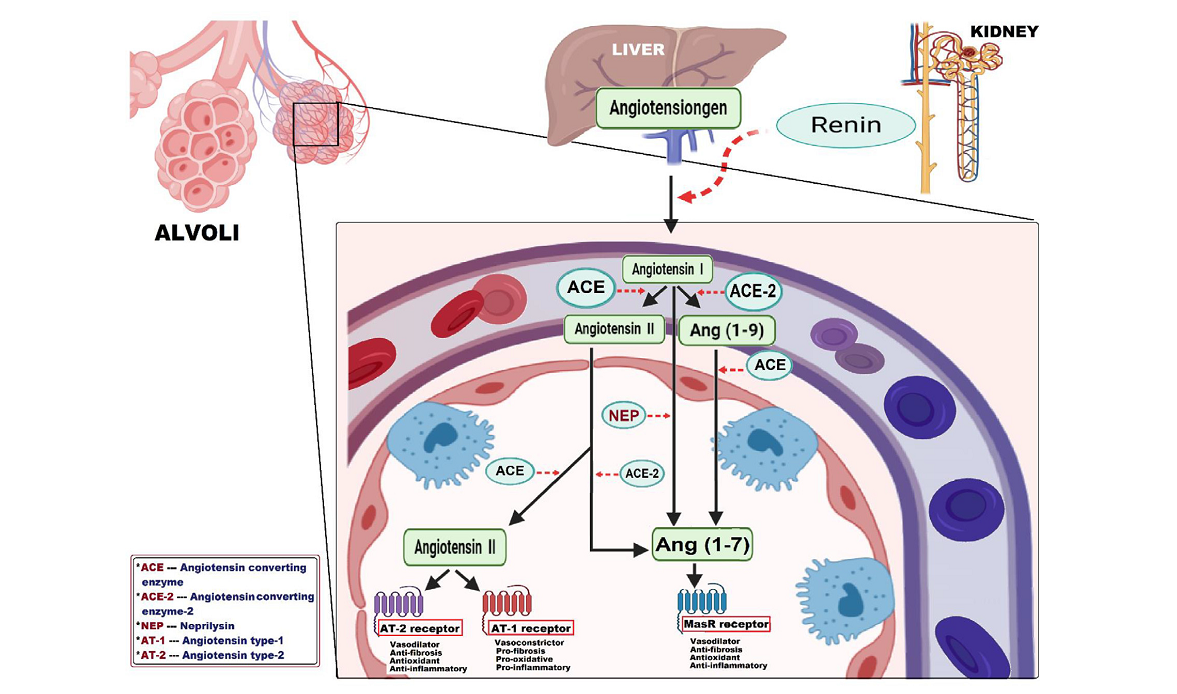 LIVER
KIDNEY
Angiotensiongen
Renin
ALVOLI
Angiotensin I
ACE
ACE-2
Angiotensin II
Ang (1-9)
ACE
NEP
ACE
ACE-2
Angiotensin II
Ang (1-7)
AT-2 receptor
Vasodilator
Anti-fibrosis
Antioxidant
Anti-inflammatory
AT-1 receptor
Vasoconstrictor
Pro-fibrosis
Pro-oxidative
Pro-inflammatory
MasR receptor
Vasodilator
Anti-fibrosis
Antioxidant
Anti-inflammatory
*ACE --- Angiotensin converting
enzyme
*ACE-2 --- Angiotensin converting
enzyme-2
*NEP --- Neprilysin
*AT-1 --- Angiotensin type-1
*AT-2 --- Angiotensin type-2